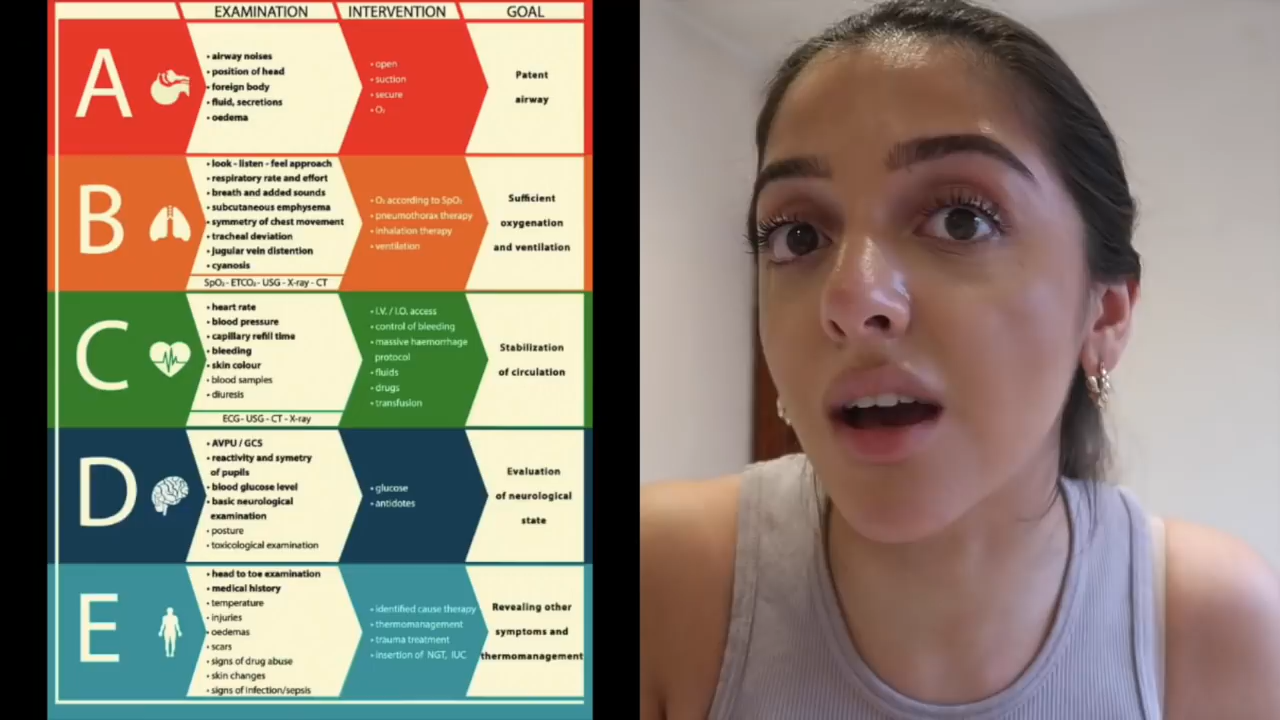 EXAMINATION INTERVENTION GOAL
A
• airway noises
• position of head
• foreign body
• fluid, secretions
• oedema
• open
• suction
• secure
• O₂
Patent
airway
B
• look - listen - feel approach
• respiratory rate and effort
• breath and added sounds
• subcutaneous emphysema
• symmetry of chest movement
• tracheal deviation
• jugular vein distention
• cyanosis
SpO₂ - ETCO₂ - USG - X-ray - CT
• O₂ according to SpO₂
• pneumothorax therapy
• inhalation therapy
• ventilation
Sufficient
oxygenation
and ventilation
C
• heart rate
• blood pressure
• capillary refill time
• bleeding
• skin colour
• blood samples
• diuresis
ECG - USG - CT - X-ray
• I.V. / I.O. access
• control of bleeding
• massive haemorrhage
protocol
• fluids
• drugs
• transfusion
Stabilization
of circulation
D
• AVPU / GCS
• reactivity and symetry
of pupils
• blood glucose level
• basic neurological
examination
• posture
• toxicological examination
• glucose
• antidotes
Evaluation
of neurological
state
E
• head to toe examination
• medical history
• temperature
• injuries
• oedemas
• scars
• signs of drug abuse
• skin changes
• signs of infection/sepsis
• identified cause therapy
• thermomanagement
• trauma treatment
• insertion of NGT, IUC
Revealing other
symptoms and
thermomanagement